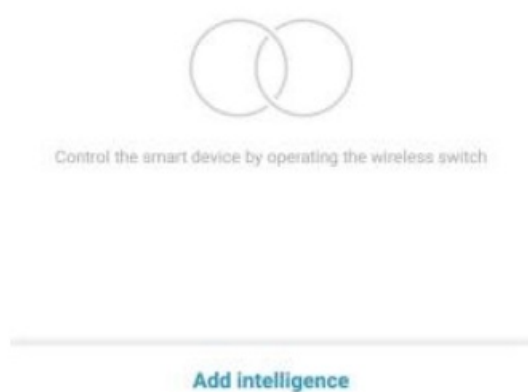 Control the smart device by operating the wireless switch
Add intelligence